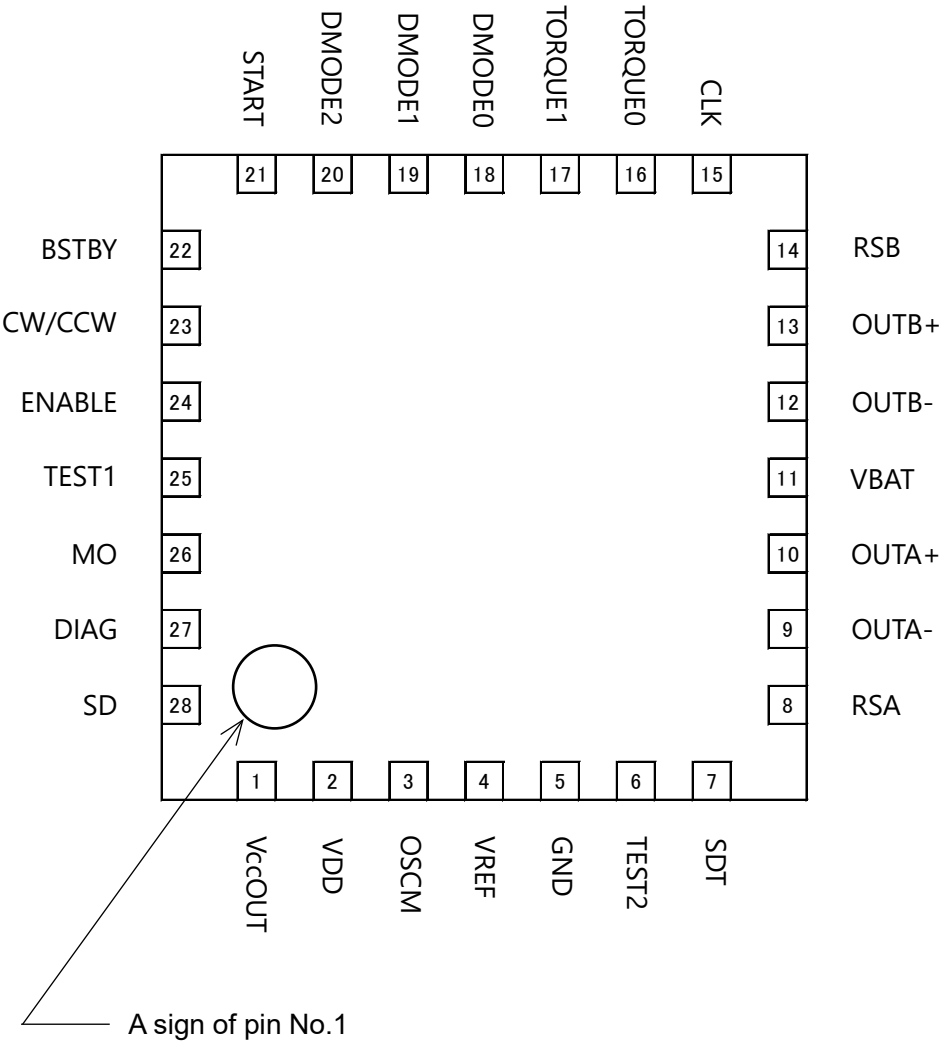 START
DMODE2
DMODE1
DMODE0
TORQUE1
TORQUE0
CLK
21 20 19 18 17 16 15
BSTBY 22 14 RSB
CW/CCW 23 13 OUTB+
ENABLE 24 12 OUTB-
TEST1 25 11 VBAT
MO 26 10 OUTA+
DIAG 27 9 OUTA-
SD 28 8 RSA
1 2 3 4 5 6 7
VccOUT
VDD
OSCM
VREF
GND
TEST2
SDT
A sign of pin No.1